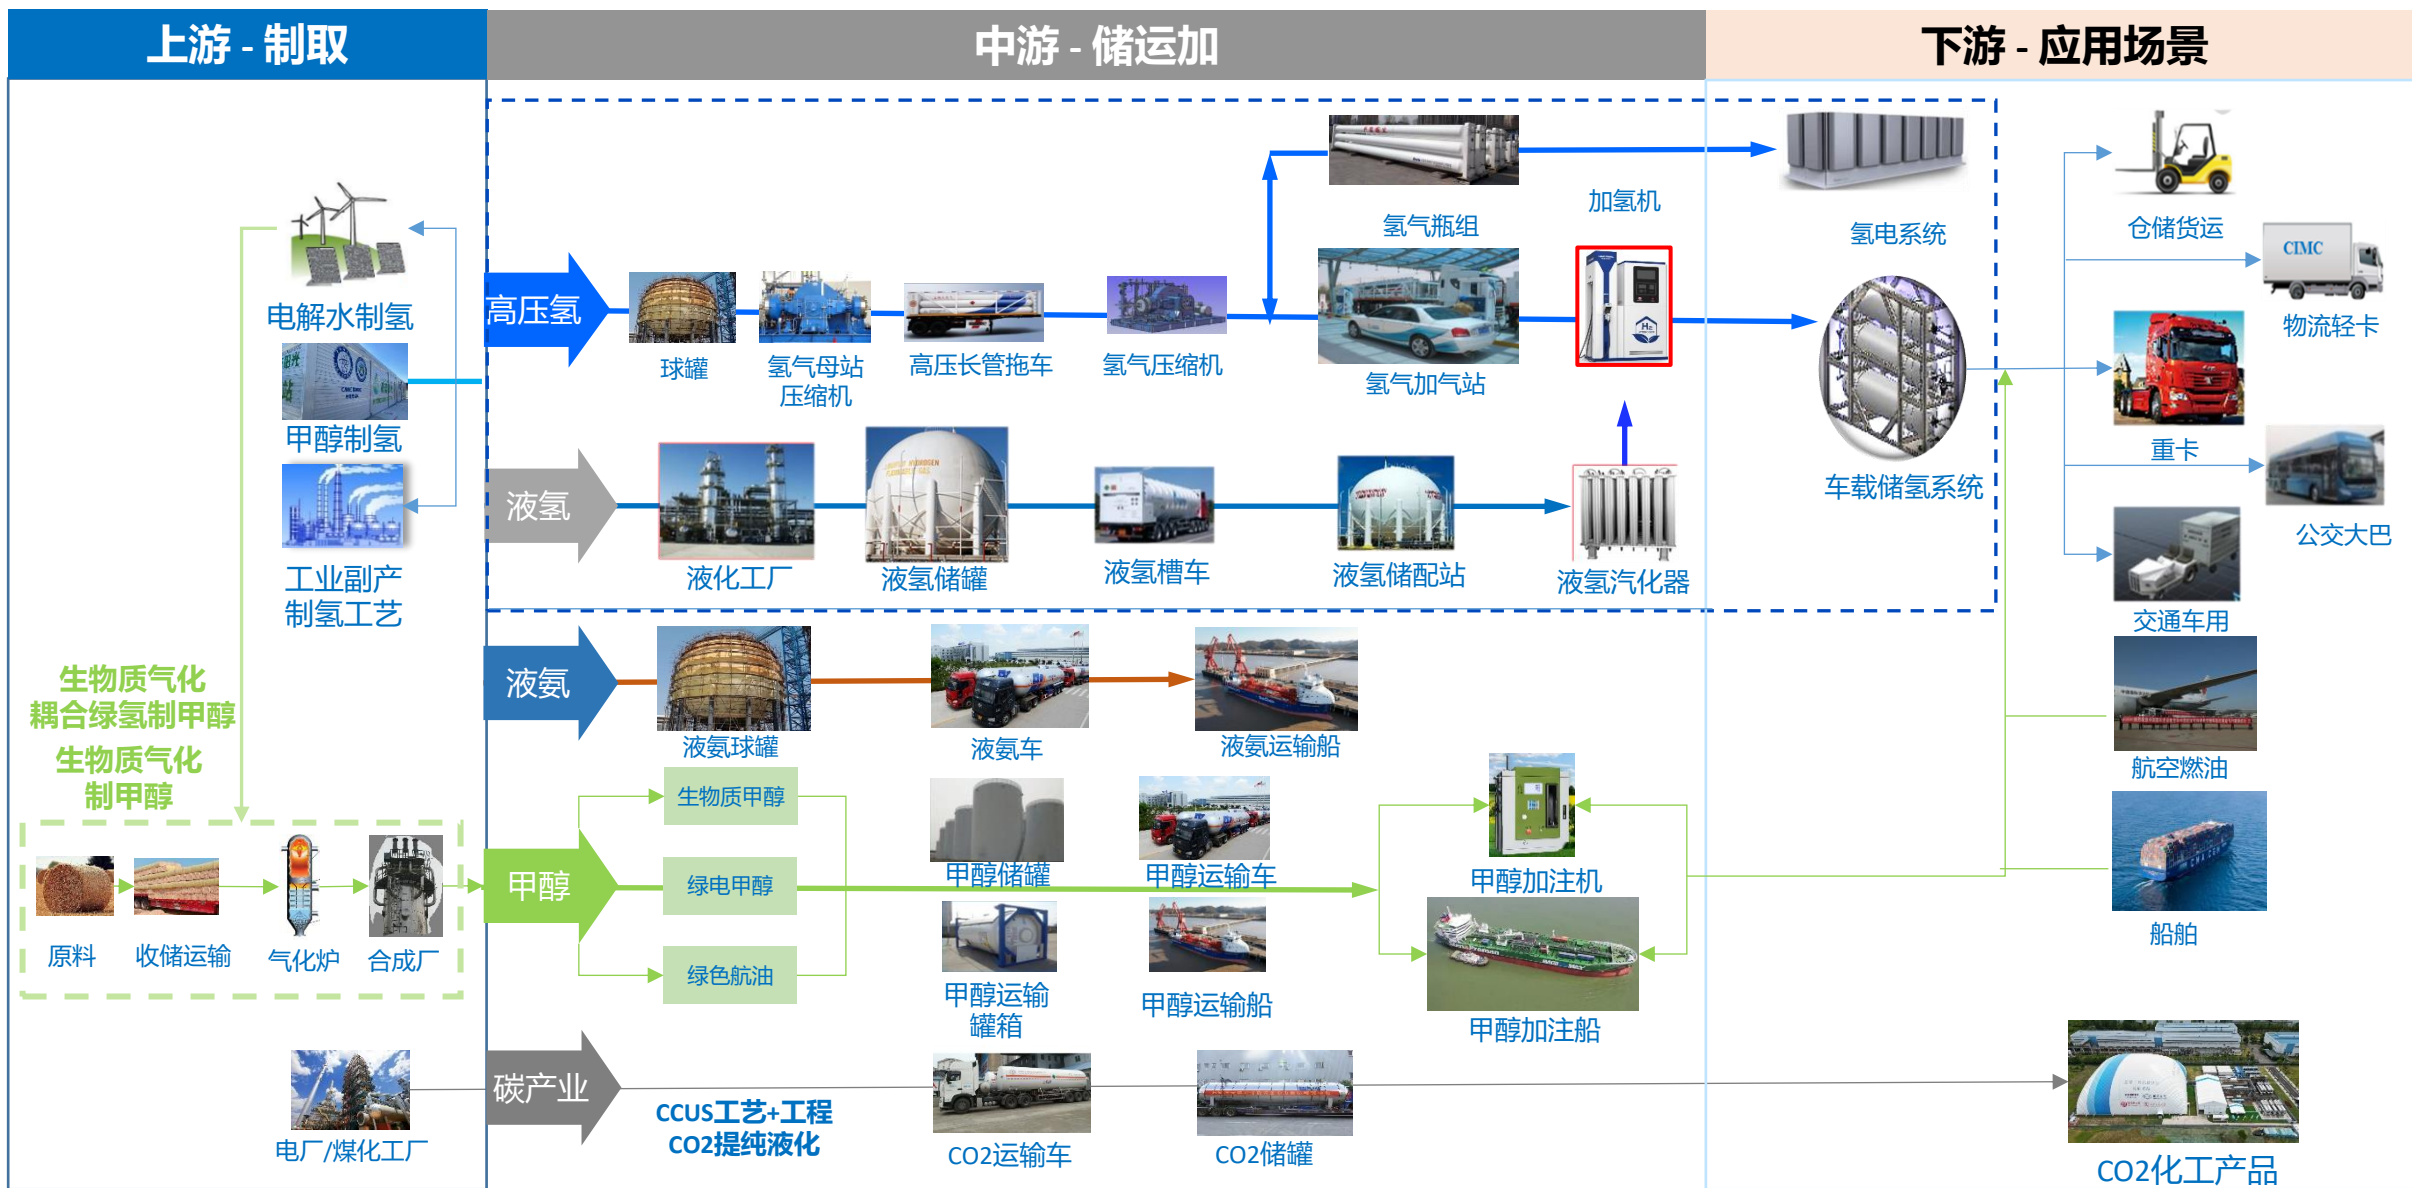 上游 - 制取
中游 - 储运加
下游 - 应用场景
电解水制氢
甲醇制氢
工业副产
制氢工艺
生物质气化
耦合绿氢制甲醇
生物质气化
制甲醇
原料
收储运输
气化炉
合成厂
电厂/煤化工厂
高压氢
球罐
氢气母站
压缩机
高压长管拖车
氢气压缩机
氢气瓶组
氢气加气站
加氢机
H2
氢电系统
车载储氢系统
液氢
液化工厂
液氢储罐
液氢槽车
液氢储配站
液氢汽化器
液氨
液氨球罐
液氨车
液氨运输船
甲醇
生物质甲醇
绿电甲醇
绿色航油
甲醇储罐
甲醇运输车
甲醇运输
罐箱
甲醇运输船
甲醇加注机
甲醇加注船
碳产业
CCUS工艺+工程
CO2提纯液化
CO2运输车
CO2储罐
仓储货运
CIMC
物流轻卡
重卡
公交大巴
交通车用
航空燃油
船舶
CO2化工产品